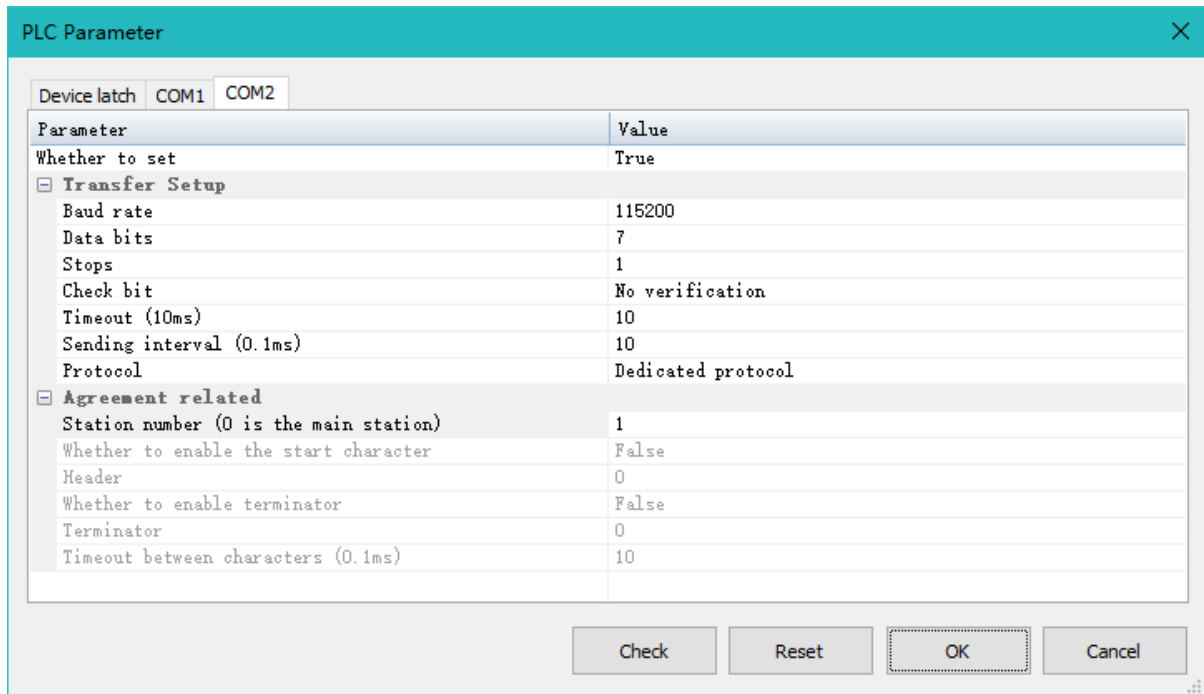 PLC Parameter
Device latch COM1 COM2
Parameter Value
Whether to set True
Transfer Setup
Baud rate 115200
Data bits 7
Stops 1
Check bit No verification
Timeout (10ms) 10
Sending interval (0.1ms) 10
Protocol Dedicated protocol
Agreement related
Station number (0 is the main station) 1
Whether to enable the start character False
Header 0
Whether to enable terminator False
Terminator 0
Timeout between characters (0.1ms) 10
Check Reset OK Cancel